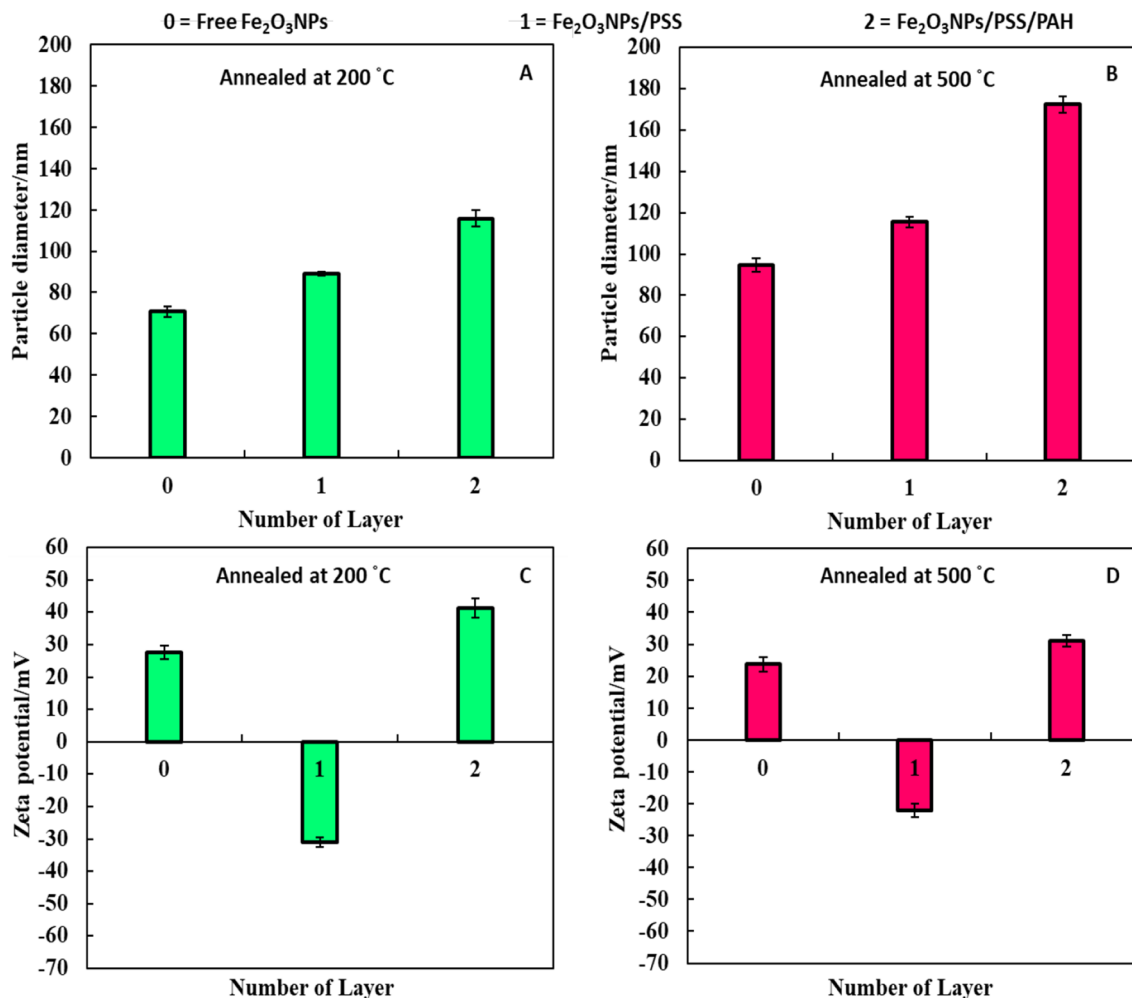 0 = Free Fe₂O₃NPs
1 = Fe₂O₃NPs/PSS
2 = Fe₂O₃NPs/PSS/PAH
Annealed at 200 ˚C
A
200
180
160
140
120
100
80
60
40
20
0
Particle diameter/nm
0 1 2
Number of Layer
Annealed at 500 ˚C
B
200
180
160
140
120
100
80
60
40
20
0
Particle diameter/nm
0 1 2
Number of Layer
Annealed at 200 ˚C
C
60
50
40
30
20
10
0
-10
-20
-30
-40
-50
-60
-70
Zeta potential/mV
0 1 2
Number of Layer
Annealed at 500 ˚C
D
60
50
40
30
20
10
0
-10
-20
-30
-40
-50
-60
-70
Zeta potential/mV
0 1 2
Number of Layer